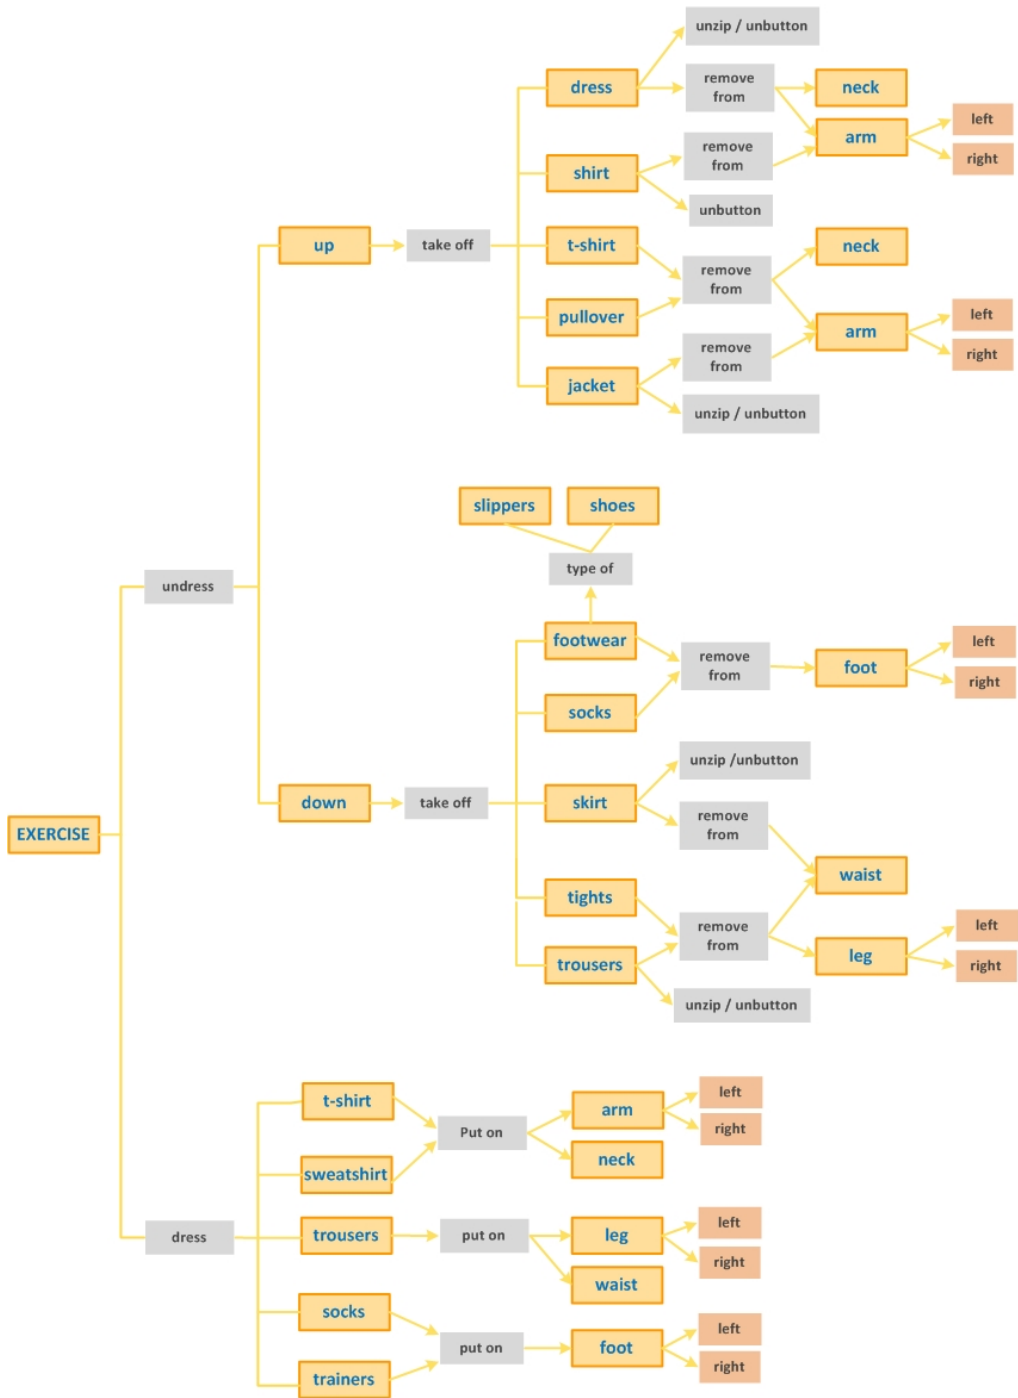 unzip / unbutton
dress
remove
from
neck
left
arm
right
shirt
remove
from
unbutton
up
take off
t-shirt
neck
remove
from
pullover
left
arm
right
jacket
remove
from
unzip / unbutton
slippers
shoes
type of
undress
footwear
remove
from
foot
left
right
socks
unzip /unbutton
down
take off
skirt
remove
from
EXERCISE
waist
tights
remove
from
left
leg
right
trousers
unzip / unbutton
t-shirt
Put on
arm
left
right
neck
sweatshirt
dress
trousers
put on
leg
left
right
waist
socks
put on
foot
left
right
trainers